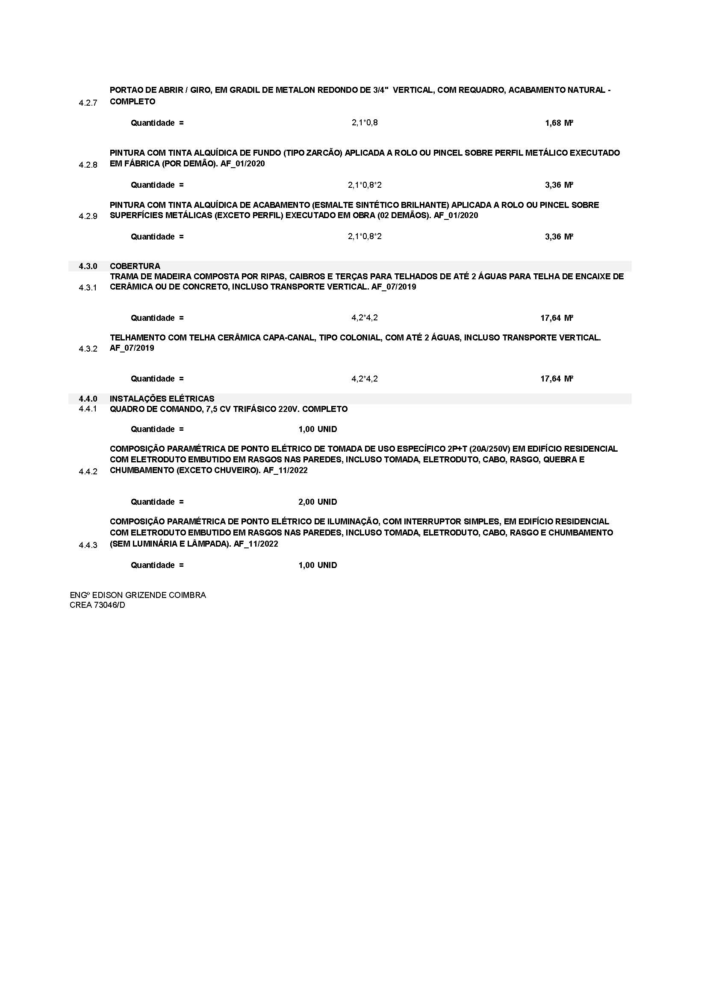 PORTAO DE ABRIR / GIRO, EM GRADIL DE METALON REDONDO DE 3/4"  VERTICAL, COM REQUADRO, ACABAMENTO NATURAL -
4.2.7 COMPLETO
Quantidade = 2,1*0,8 1,68 M²
PINTURA COM TINTA ALQUÍDICA DE FUNDO (TIPO ZARCÃO) APLICADA A ROLO OU PINCEL SOBRE PERFIL METÁLICO EXECUTADO
4.2.8 EM FÁBRICA (POR DEMÃO). AF_01/2020
Quantidade = 2,1*0,8*2 3,36 M²
PINTURA COM TINTA ALQUÍDICA DE ACABAMENTO (ESMALTE SINTÉTICO BRILHANTE) APLICADA A ROLO OU PINCEL SOBRE
4.2.9 SUPERFÍCIES METÁLICAS (EXCETO PERFIL) EXECUTADO EM OBRA (02 DEMÃOS). AF_01/2020
Quantidade = 2,1*0,8*2 3,36 M²
4.3.0 COBERTURA
TRAMA DE MADEIRA COMPOSTA POR RIPAS, CAIBROS E TERÇAS PARA TELHADOS DE ATÉ 2 ÁGUAS PARA TELHA DE ENCAIXE DE
4.3.1 CERÂMICA OU DE CONCRETO, INCLUSO TRANSPORTE VERTICAL. AF_07/2019
Quantidade = 4,2*4,2 17,64 M²
TELHAMENTO COM TELHA CERÂMICA CAPA-CANAL, TIPO COLONIAL, COM ATÉ 2 ÁGUAS, INCLUSO TRANSPORTE VERTICAL.
4.3.2 AF_07/2019
Quantidade = 4,2*4,2 17,64 M²
4.4.0 INSTALAÇÕES ELÉTRICAS
4.4.1 QUADRO DE COMANDO, 7,5 CV TRIFÁSICO 220V. COMPLETO
Quantidade = 1,00 UNID
COMPOSIÇÃO PARAMÉTRICA DE PONTO ELÉTRICO DE TOMADA DE USO ESPECÍFICO 2P+T (20A/250V) EM EDIFÍCIO RESIDENCIAL
COM ELETRODUTO EMBUTIDO EM RASGOS NAS PAREDES, INCLUSO TOMADA, ELETRODUTO, CABO, RASGO, QUEBRA E
4.4.2 CHUMBAMENTO (EXCETO CHUVEIRO). AF_11/2022
Quantidade = 2,00 UNID
COMPOSIÇÃO PARAMÉTRICA DE PONTO ELÉTRICO DE ILUMINAÇÃO, COM INTERRUPTOR SIMPLES, EM EDIFÍCIO RESIDENCIAL
COM ELETRODUTO EMBUTIDO EM RASGOS NAS PAREDES, INCLUSO TOMADA, ELETRODUTO, CABO, RASGO E CHUMBAMENTO
4.4.3 (SEM LUMINÁRIA E LÂMPADA). AF_11/2022
Quantidade = 1,00 UNID
ENGº EDISON GRIZENDE COIMBRA
CREA 73046/D